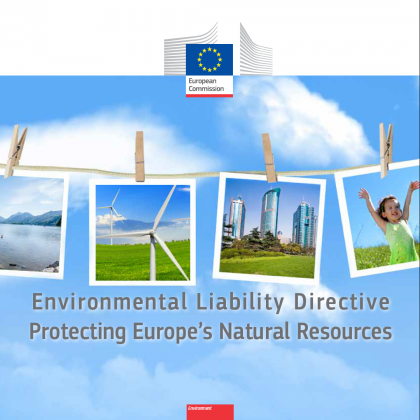 European
Commission
Environmental Liability Directive
Protecting Europe's Natural Resources
Environment